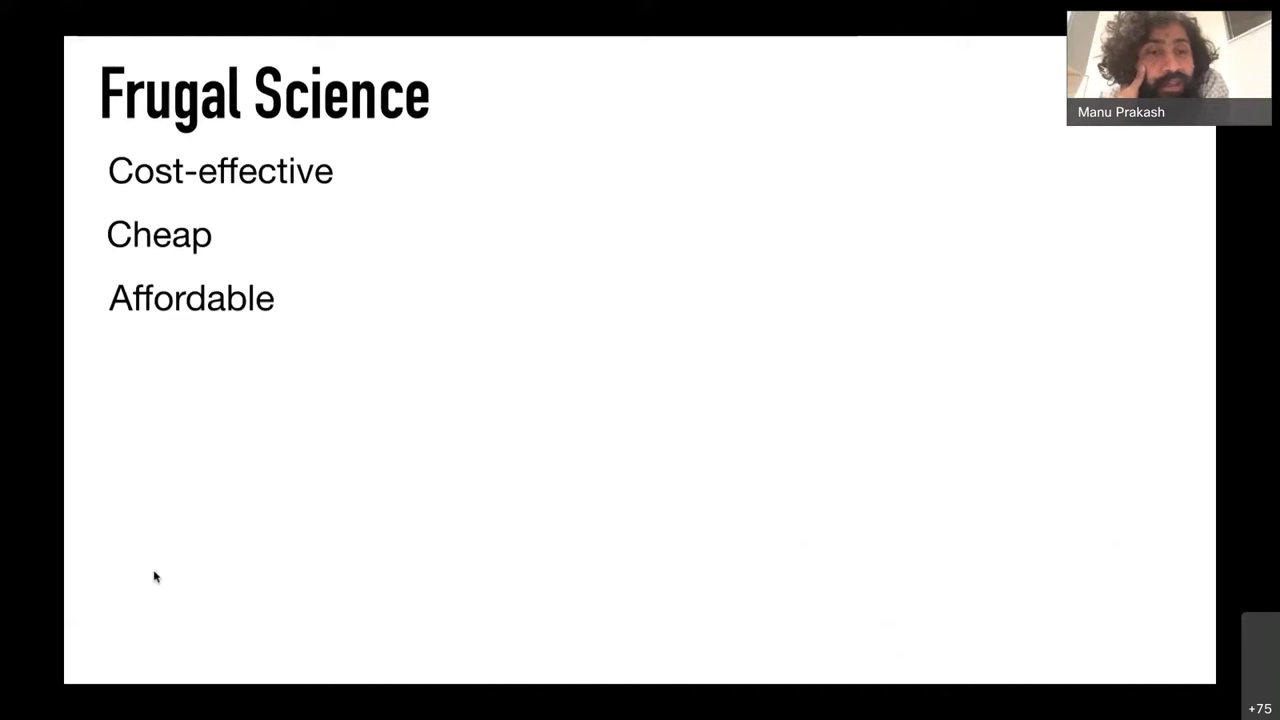 Frugal Science
Cost-effective
Cheap
Affordable
Manu Prakash
+75